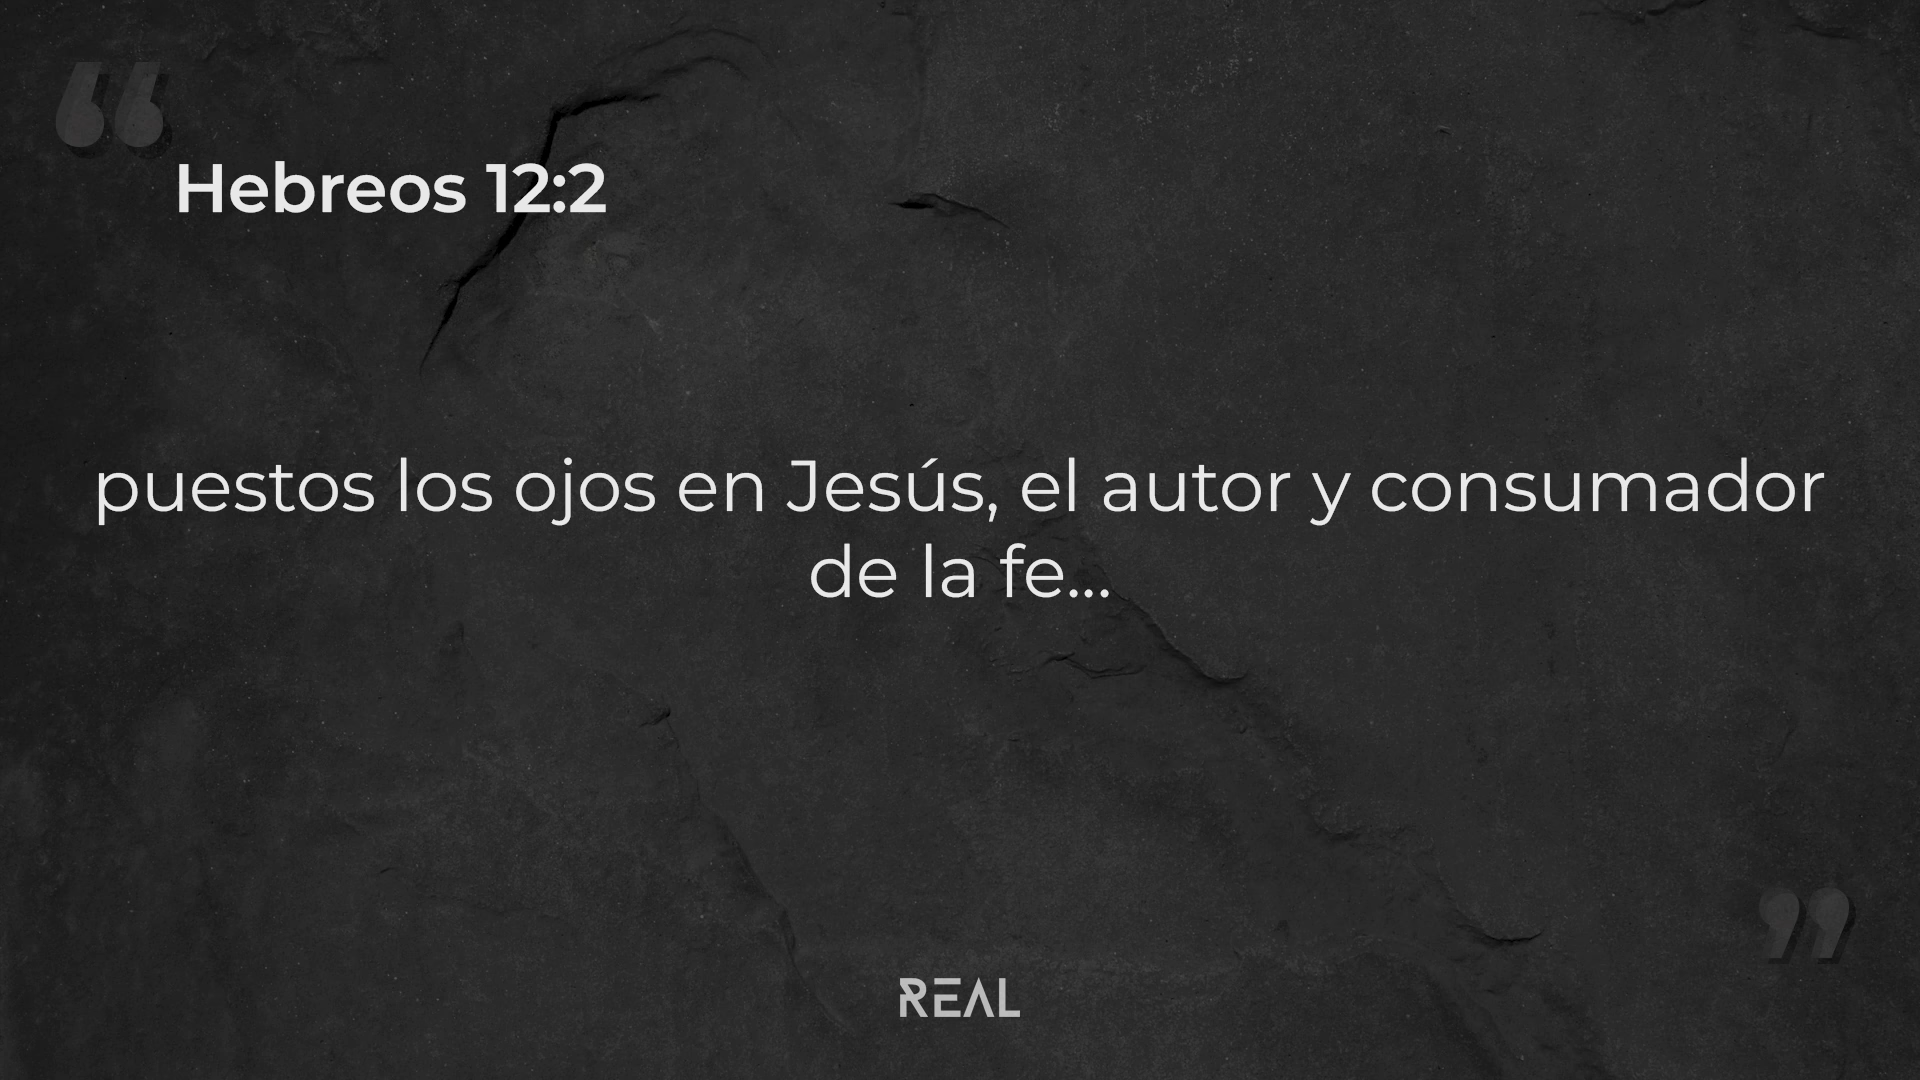 “
Hebreos 12:2
puestos los ojos en Jesús, el autor y consumador
de la fe...
”
REAL